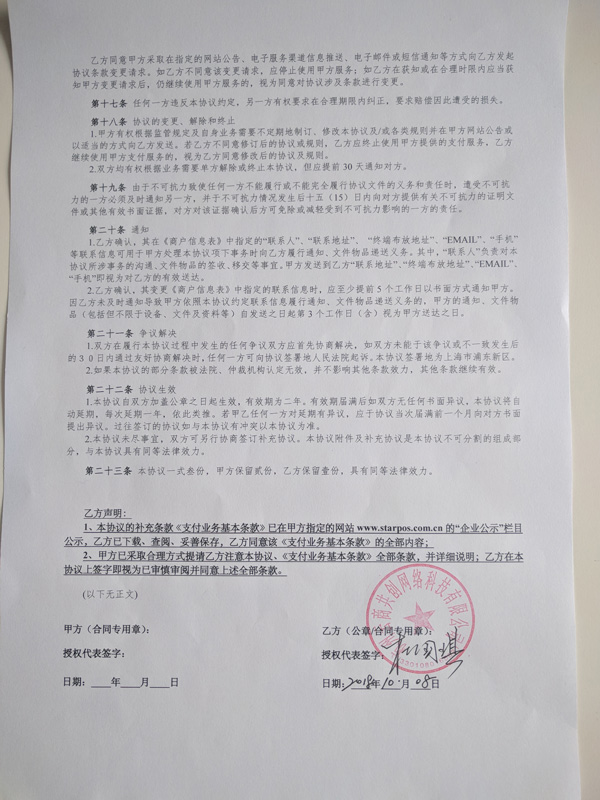 乙方同意甲方采取在指定的网站公告、电子服务渠道信息推送、电子邮件或短信通知等方式向乙方发起
协议条款变更请求。如乙方不同意该变更请求，应停止使用甲方服务；如乙方在获知或在合理时限内应当获
知甲方变更请求后，仍继续使用甲方服务的，视为同意对协议涉及条款进行变更。
第十七条 任何一方违反本协议约定，另一方有权要求在合理期限内纠正，要求赔偿因此遭受的损失。
第十八条 协议的变更、解除和终止
1.甲方有权根据监管规定及自身业务需要不定期地制订、修改本协议及/或各类规则并在甲方网站公告或
以适当的方式向乙方发送。若乙方不同意修订后的协议或规则，乙方应终止使用甲方提供的支付服务，乙方
继续使用甲方支付服务的，视为乙方同意修改后的协议及规则。
2.双方均有权根据业务需要单方解除或终止本协议，但应提前30天通知对方。
第十九条 由于不可抗力致使任何一方不能履行或不能完全履行协议文件的义务和责任时，遭受不可抗
力的一方必须及时通知另一方，并于不可抗力情况发生后十五（15）日内向对方提供有关不可抗力的证明文
件或其他有效书面证据，对方对该证据确认后方可免除或减轻受到不可抗力影响的一方的责任。
第二十条 通知
1.乙方确认，其在《商户信息表》中指定的“联系人”、“联系地址”、 “终端布放地址”、“EMAIL”、“手机”
等联系信息可用于甲方处理本协议项下事务时向乙方履行通知、文件物品递送义务。其中，“联系人”负责对本
协议所涉事务的沟通、文件物品的签收、移交等事宜。甲方发送到乙方“联系地址”、“终端布放地址”、“EMAIL”、
“手机”即视为对乙方的有效送达。
2.乙方确认，其变更《商户信息表》中指定的联系信息时，应至少提前5个工作日以书面方式通知甲方。
因乙方未及时通知导致甲方依照本协议约定联系信息履行通知、文件物品递送义务的，甲方的通知、文件物
品（包括但不限于设备、文件及资料等）自发送之日起第3个工作日（含）视为甲方送达之日。
第二十一条 争议解决
1.双方在履行本协议过程中发生的任何争议双方应首先协商解决，如双方未能于该争议或不一致发生后
的３０日内通过友好协商解决时，任何一方可向协议签署地人民法院起诉。本协议签署地为上海市浦东新区。
2.如果本协议的部分条款被法院、仲裁机构认定无效，并不影响其他条款效力，其他条款继续有效。
第二十二条 协议生效
1.本协议自双方加盖公章之日起生效，有效期为二年。有效期届满后如双方无任何书面异议，本协议将自
动延期，每次延期一年，依此类推。若甲乙任何一方对延期有异议，应于协议当次届满前一个月向对方书面
提出异议。过往签订的协议如与本协议有冲突以本协议为准。
2.本协议未尽事宜，双方可另行协商签订补充协议。本协议附件及补充协议是本协议不可分割的组成部
分，与本协议具有同等法律效力。
第二十三条 本协议一式叁份，甲方保留贰份，乙方保留壹份，具有同等法律效力。
乙方声明：
1、本协议的补充条款《支付业务基本条款》已在甲方指定的网站 www.starpos.com.cn 的“企业公示”栏目
公示，乙方已下载、查阅、妥善保存，乙方同意该《支付业务基本条款》的全部内容；
2、甲方已采取合理方式提请乙方注意本协议、《支付业务基本条款》全部条款，并详细说明；乙方在本
协议上签字即视为已审慎审阅并同意上述全部条款。
（以下无正文）
甲方（合同专用章）： 乙方（公章/合同专用章）：
商共创网络科技有限公司
授权代表签字： 授权代表签字：
日期：____年____月____日 日期：2018年10月08日